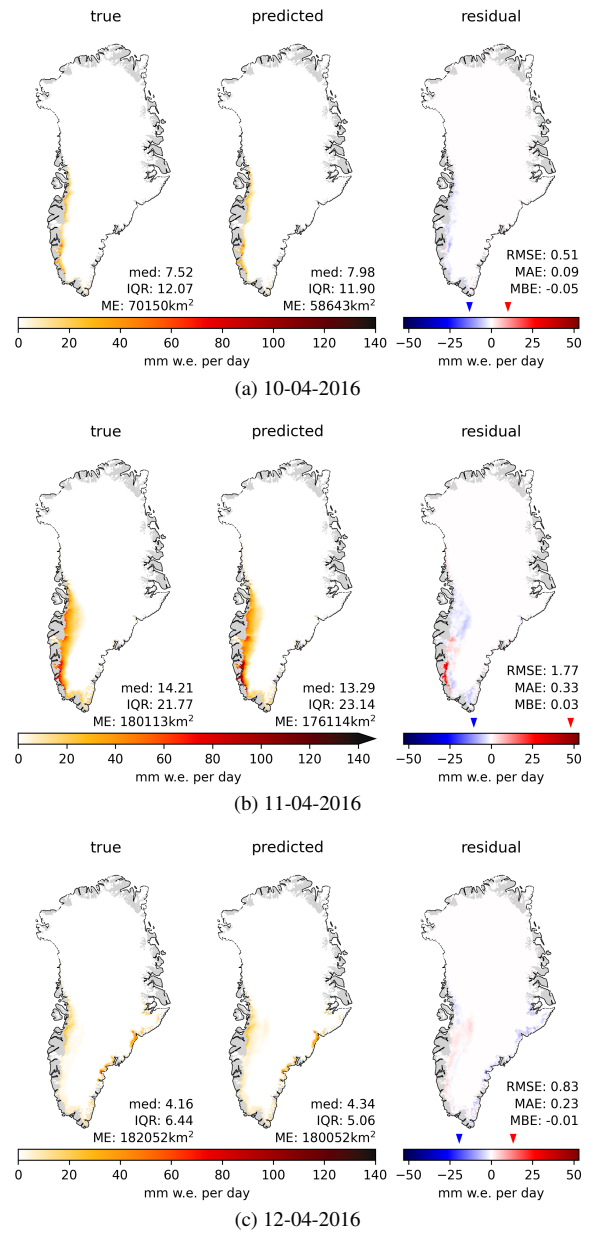 true predicted residual
med: 7.52 med: 7.98 RMSE: 0.51
IQR: 12.07 IQR: 11.90 MAE: 0.09
ME: 70150km² ME: 58643km² MBE: -0.05
0 20 40 60 80 100 120 140 −50 −25 0 25 50
mm w.e. per day mm w.e. per day
(a) 10-04-2016
true predicted residual
med: 14.21 med: 13.29 RMSE: 1.77
IQR: 21.77 IQR: 23.14 MAE: 0.33
ME: 180113km² ME: 176114km² MBE: 0.03
0 20 40 60 80 100 120 140 −50 −25 0 25 50
mm w.e. per day mm w.e. per day
(b) 11-04-2016
true predicted residual
med: 4.16 med: 4.34 RMSE: 0.83
IQR: 6.44 IQR: 5.06 MAE: 0.23
ME: 182052km² ME: 180052km² MBE: -0.01
0 20 40 60 80 100 120 140 −50 −25 0 25 50
mm w.e. per day mm w.e. per day
(c) 12-04-2016